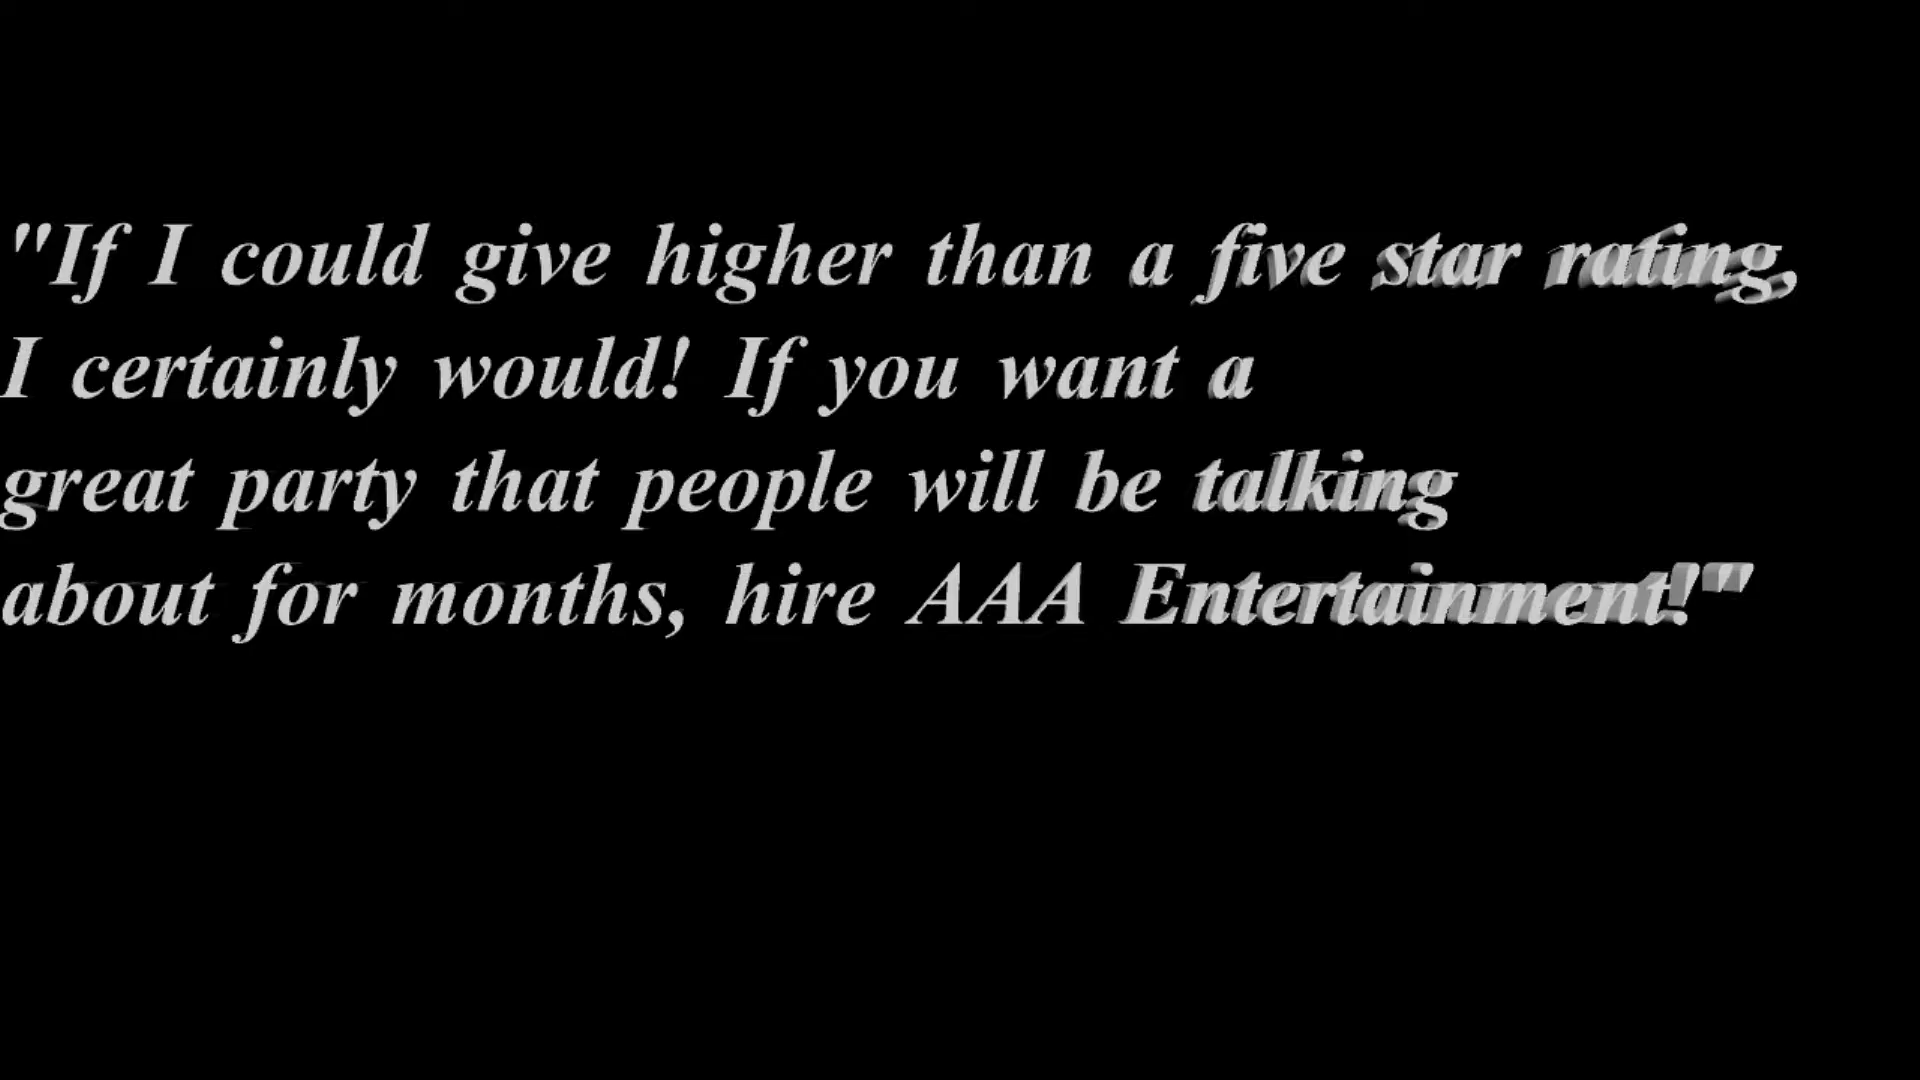 "If I could give higher than a five star rating,
I certainly would! If you want a
great party that people will be talking
about for months, hire AAA Entertainment!"